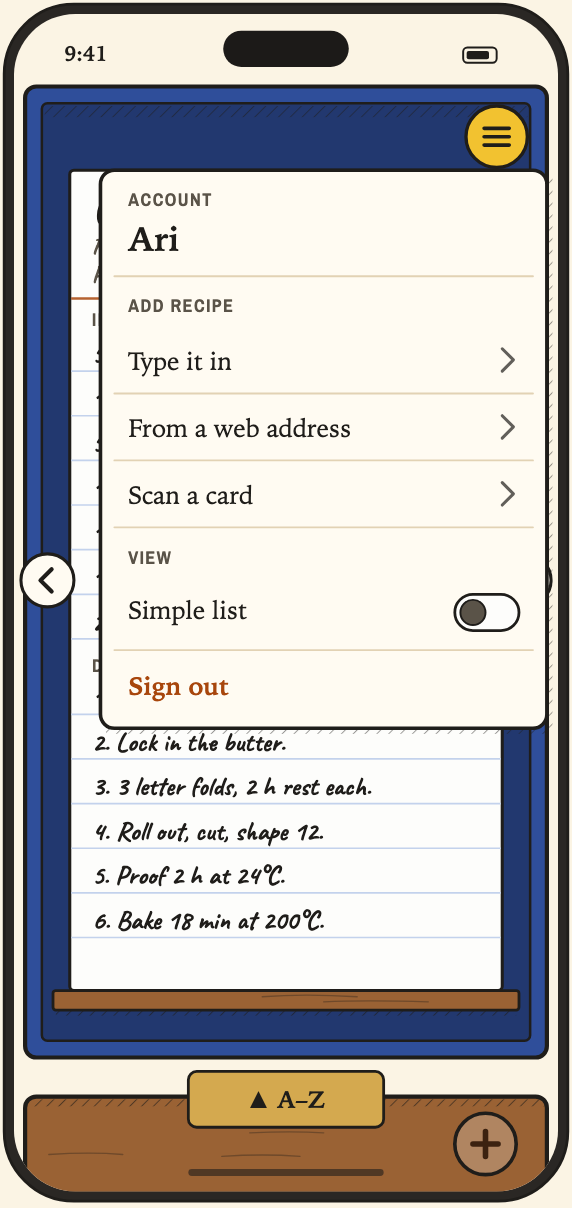 9:41
ACCOUNT
Ari
ADD RECIPE
Type it in
From a web address
Scan a card
VIEW
Simple list
Sign out
2. Lock in the butter.
3. 3 letter folds, 2 h rest each.
4. Roll out, cut, shape 12.
5. Proof 2 h at 24°C.
6. Bake 18 min at 200°C.
▲ A–Z